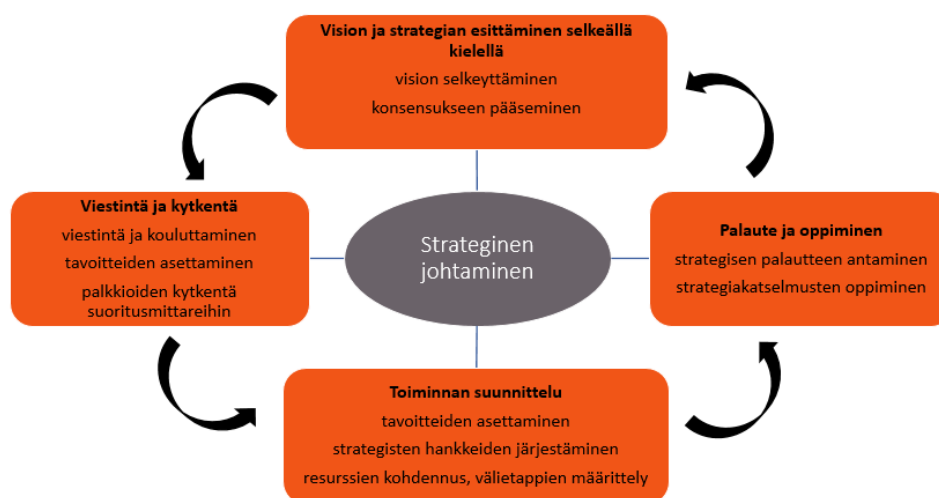 Vision ja strategian esittäminen selkeällä
kielellä
vision selkeyttäminen
konsensukseen pääseminen
Viestintä ja kytkentä
viestintä ja kouluttaminen
tavoitteiden asettaminen
palkkioiden kytkentä
suoritusmittareihin
Strateginen
johtaminen
Palaute ja oppiminen
strategisen palautteen antaminen
strategiakatselmusten oppiminen
Toiminnan suunnittelu
tavoitteiden asettaminen
strategisten hankkeiden järjestäminen
resurssien kohdennus, välietappien määrittely